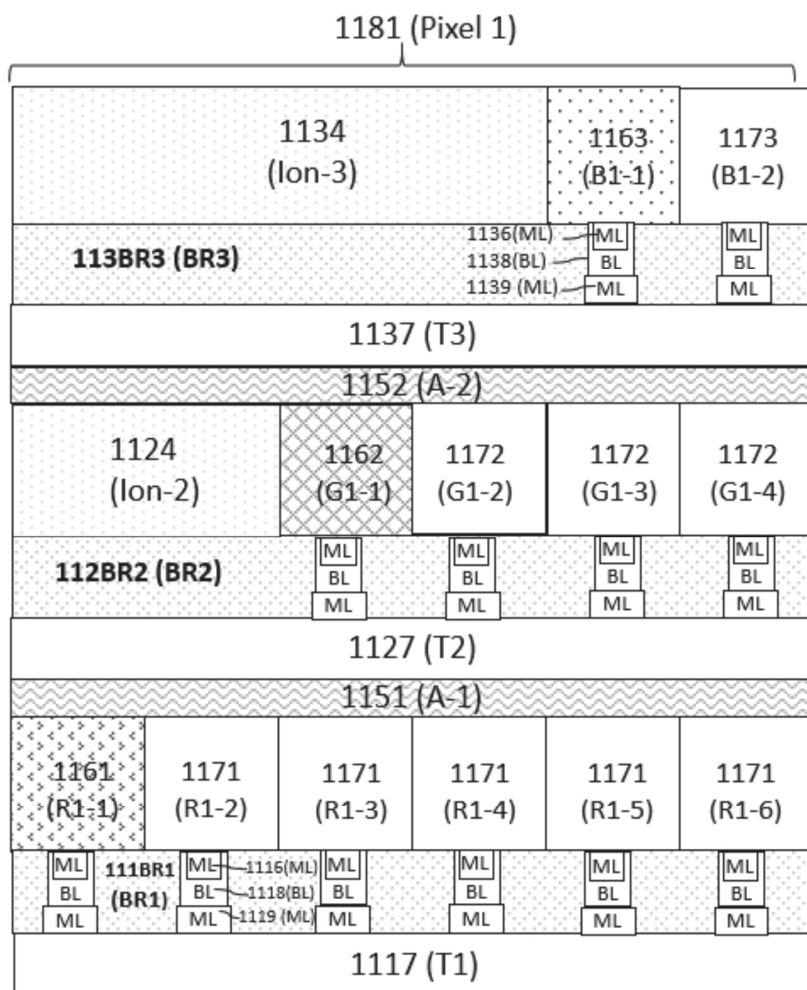 1181 (Pixel 1)
1134 1163 1173
(Ion-3) (B1-1) (B1-2)
1136(ML) ML ML
113BR3 (BR3) 1138(BL) BL BL
1139 (ML) ML ML
1137 (T3)
1152 (A-2)
1124 1162 1172 1172 1172
(Ion-2) (G1-1) (G1-2) (G1-3) (G1-4)
ML ML ML ML
112BR2 (BR2) BL BL BL BL
ML ML ML ML
1127 (T2)
1151 (A-1)
1161 1171 1171 1171 1171 1171
(R1-1) (R1-2) (R1-3) (R1-4) (R1-5) (R1-6)
ML 111BR1 ML 1116(ML) ML ML ML ML
BL (BR1) BL 1118(BL) BL BL BL BL
ML ML 1119 (ML) ML ML ML ML
1117 (T1)